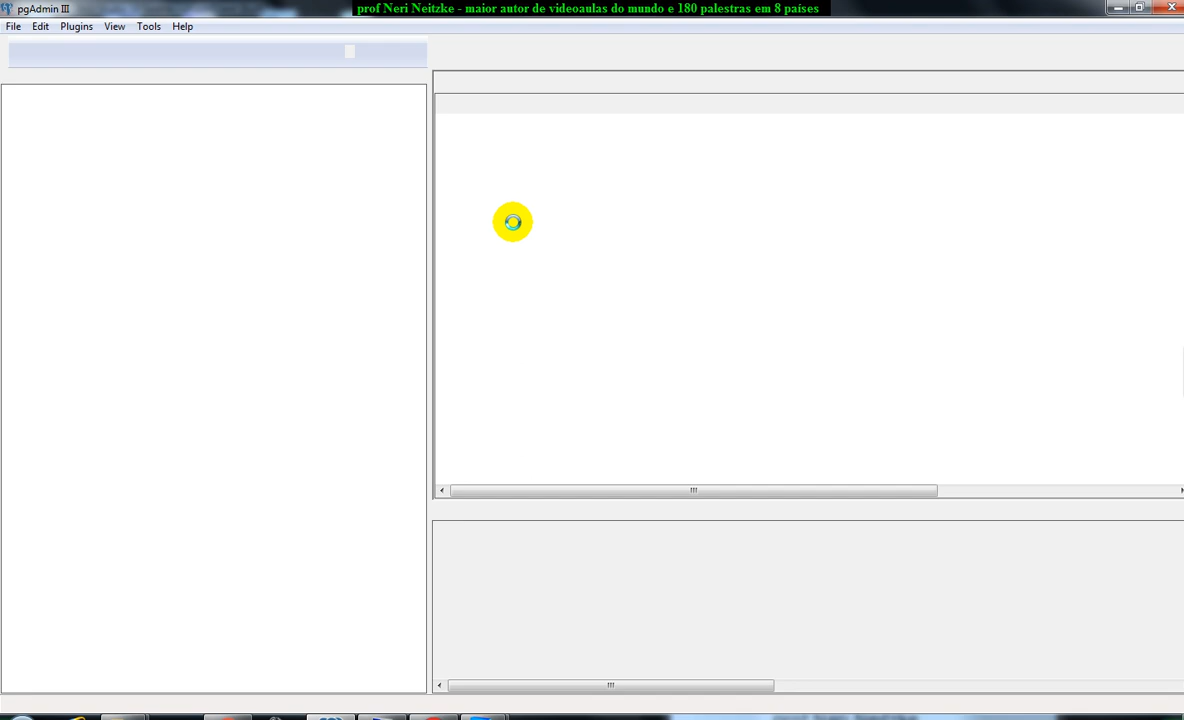 pgAdmin III
prof Neri Neitzke - maior autor de videoaulas do mundo e 180 palestras em 8 países
File Edit Plugins View Tools Help